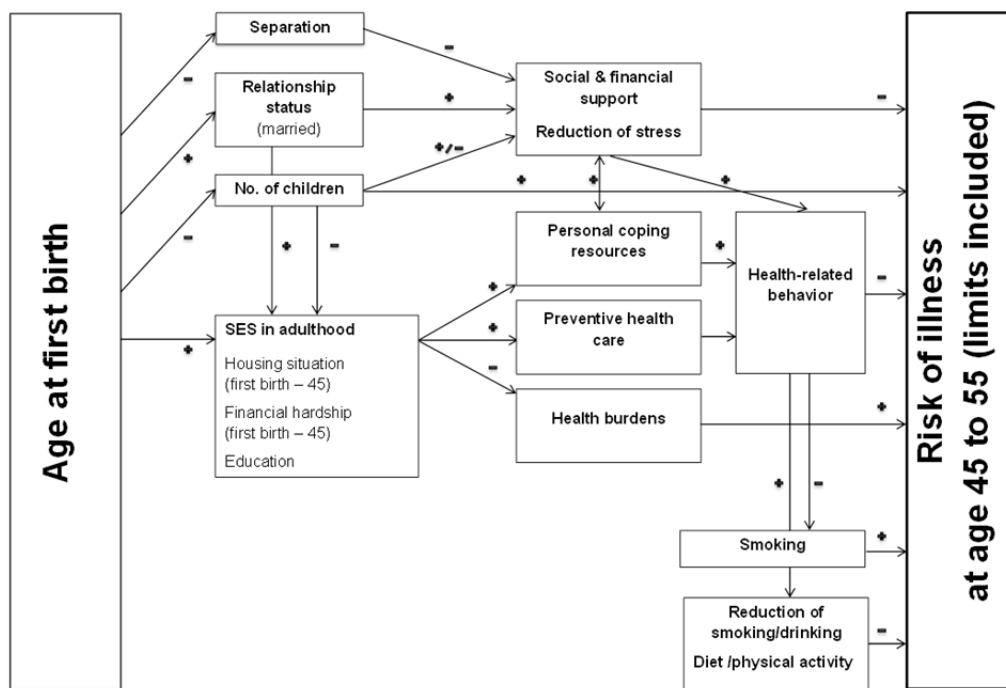 Age at first birth
Separation
Relationship
status
(married)
No. of children
SES in adulthood
Housing situation
(first birth – 45)
Financial hardship
(first birth – 45)
Education
Social & financial
support
Reduction of stress
Personal coping
resources
Preventive health
care
Health burdens
Health-related
behavior
Smoking
Reduction of
smoking/drinking
Diet /physical activity
Risk of illness
at age 45 to 55 (limits included)
-
+
-
+
-
+
+/-
+
+
+
+
-
+
+
-
+
+
-
-
+
+
-
+
-